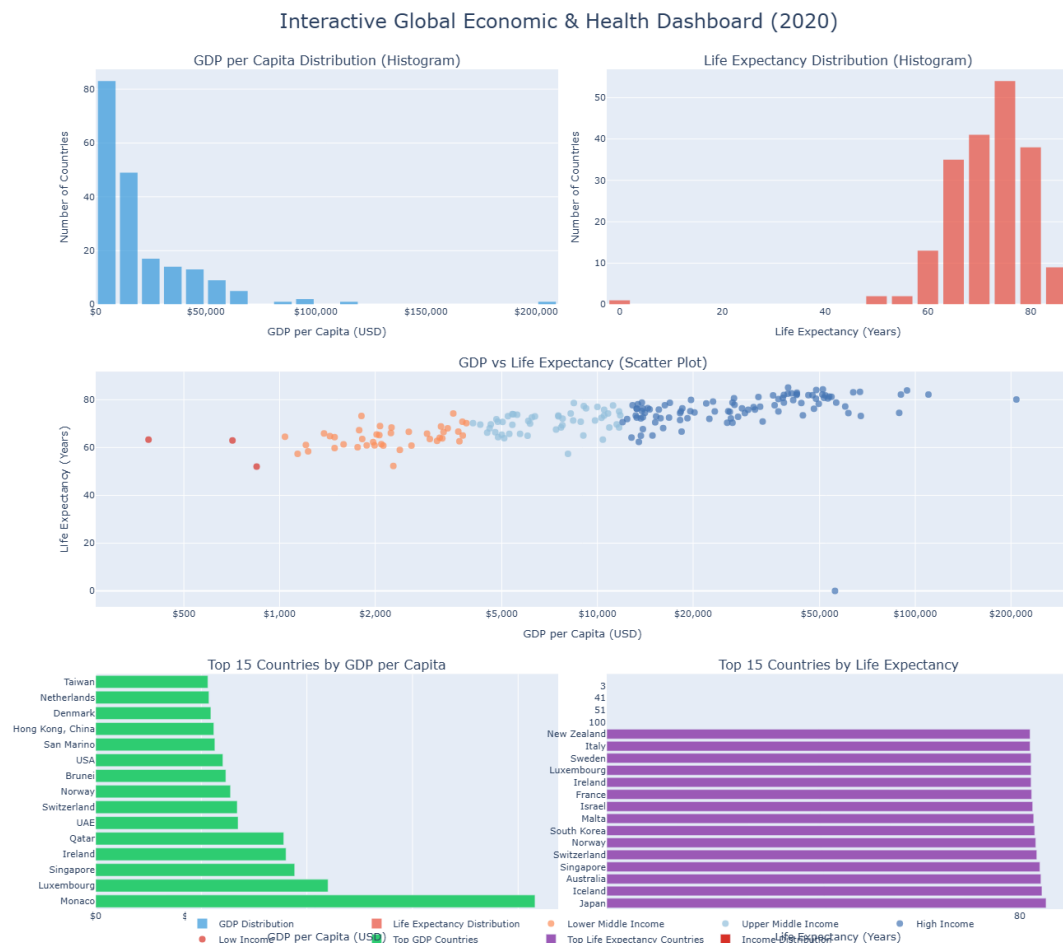 Interactive Global Economic & Health Dashboard (2020)
GDP per Capita Distribution (Histogram)
Number of Countries
80
60
40
20
0
$0
$50,000
$100,000
$150,000
$200,000
GDP per Capita (USD)
Life Expectancy Distribution (Histogram)
Number of Countries
50
40
30
20
10
0
0
20
40
60
80
Life Expectancy (Years)
GDP vs Life Expectancy (Scatter Plot)
Life Expectancy (Years)
80
60
40
20
0
$500
$1,000
$2,000
$5,000
$10,000
$20,000
$50,000
$100,000
$200,000
GDP per Capita (USD)
Top 15 Countries by GDP per Capita
Taiwan
Netherlands
Denmark
Hong Kong, China
San Marino
USA
Brunei
Norway
Switzerland
UAE
Qatar
Ireland
Singapore
Luxembourg
Monaco
$0
GDP per Capita (USD)
Top 15 Countries by Life Expectancy
3
41
51
100
New Zealand
Italy
Sweden
Luxembourg
Ireland
France
Israel
Malta
South Korea
Norway
Switzerland
Singapore
Australia
Iceland
Japan
80
Life Expectancy (Years)
GDP Distribution
Life Expectancy Distribution
Lower Middle Income
Upper Middle Income
High Income
Low Income
Top GDP Countries
Top Life Expectancy Countries
Income Distribution